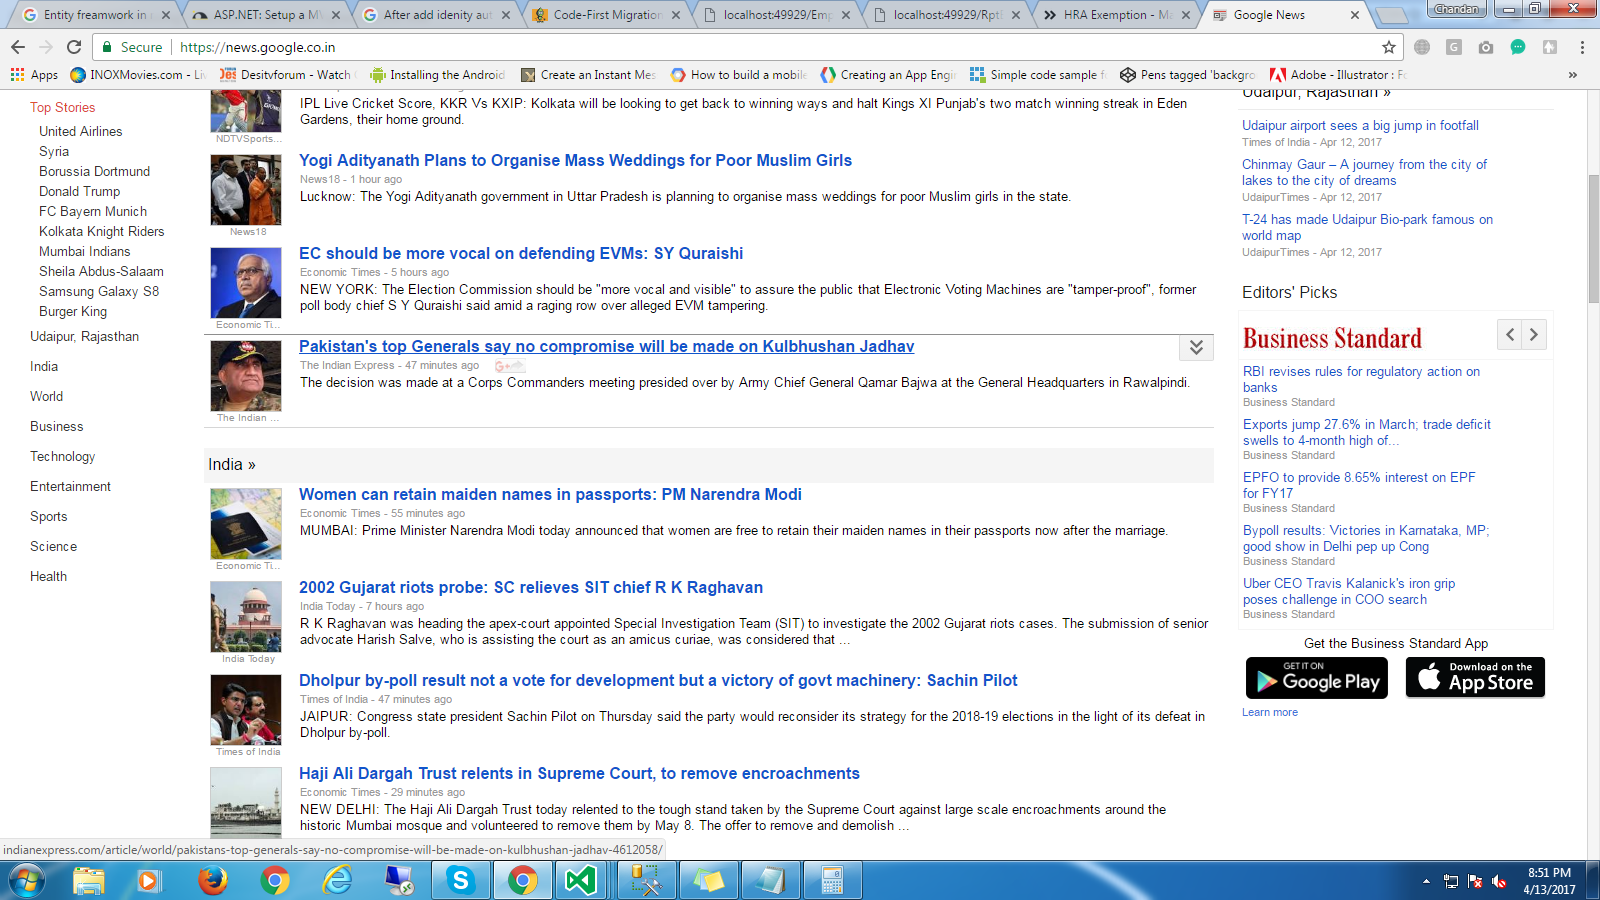 Entity freamwork in
ASP.NET: Setup a MV
After add idenity aut
Code-First Migration
localhost:49929/Emp
localhost:49929/Rpt
HRA Exemption - Ma
Google News
Chandan
Secure
https://news.google.co.in
Apps
INOXMovies.com - Liv
Desitvforum - Watch
Installing the Android
Create an Instant Mes
How to build a mobile
Creating an App Engi
Simple code sample f
Pens tagged 'backgro
Adobe - Illustrator : Fo
Top Stories
United Airlines
Syria
Borussia Dortmund
Donald Trump
FC Bayern Munich
Kolkata Knight Riders
Mumbai Indians
Sheila Abdus-Salaam
Samsung Galaxy S8
Burger King
Udaipur, Rajasthan
India
World
Business
Technology
Entertainment
Sports
Science
Health
IPL Live Cricket Score, KKR Vs KXIP: Kolkata will be looking to get back to winning ways and halt Kings XI Punjab's two match winning streak in Eden
Gardens, their home ground.
NDTVSports...
Yogi Adityanath Plans to Organise Mass Weddings for Poor Muslim Girls
News18 - 1 hour ago
Lucknow: The Yogi Adityanath government in Uttar Pradesh is planning to organise mass weddings for poor Muslim girls in the state.
News18
EC should be more vocal on defending EVMs: SY Quraishi
Economic Times - 5 hours ago
NEW YORK: The Election Commission should be "more vocal and visible" to assure the public that Electronic Voting Machines are "tamper-proof", former
poll body chief S Y Quraishi said amid a raging row over alleged EVM tampering.
Economic Ti...
Pakistan's top Generals say no compromise will be made on Kulbhushan Jadhav
The Indian Express - 47 minutes ago
The decision was made at a Corps Commanders meeting presided over by Army Chief General Qamar Bajwa at the General Headquarters in Rawalpindi.
The Indian ...
India »
Women can retain maiden names in passports: PM Narendra Modi
Economic Times - 55 minutes ago
MUMBAI: Prime Minister Narendra Modi today announced that women are free to retain their maiden names in their passports now after the marriage.
Economic Ti...
2002 Gujarat riots probe: SC relieves SIT chief R K Raghavan
India Today - 7 hours ago
R K Raghavan was heading the apex-court appointed Special Investigation Team (SIT) to investigate the 2002 Gujarat riots cases. The submission of senior
advocate Harish Salve, who is assisting the court as an amicus curiae, was considered that ...
India Today
Dholpur by-poll result not a vote for development but a victory of govt machinery: Sachin Pilot
Times of India - 47 minutes ago
JAIPUR: Congress state president Sachin Pilot on Thursday said the party would reconsider its strategy for the 2018-19 elections in the light of its defeat in
Dholpur by-poll.
Times of India
Haji Ali Dargah Trust relents in Supreme Court, to remove encroachments
Economic Times - 29 minutes ago
NEW DELHI: The Haji Ali Dargah Trust today relented to the tough stand taken by the Supreme Court against large scale encroachments around the
historic Mumbai mosque and volunteered to remove them by May 8. The offer to remove and demolish ...
Udaipur, Rajasthan »
Udaipur airport sees a big jump in footfall
Times of India - Apr 12, 2017
Chinmay Gaur – A journey from the city of
lakes to the city of dreams
UdaipurTimes - Apr 12, 2017
T-24 has made Udaipur Bio-park famous on
world map
UdaipurTimes - Apr 12, 2017
Editors' Picks
Business Standard
RBI revises rules for regulatory action on
banks
Business Standard
Exports jump 27.6% in March; trade deficit
swells to 4-month high of...
Business Standard
EPFO to provide 8.65% interest on EPF
for FY17
Business Standard
Bypoll results: Victories in Karnataka, MP;
good show in Delhi pep up Cong
Business Standard
Uber CEO Travis Kalanick's iron grip
poses challenge in COO search
Business Standard
Get the Business Standard App
GET IT ON
Google Play
Download on the
App Store
Learn more
indianexpress.com/article/world/pakistans-top-generals-say-no-compromise-will-be-made-on-kulbhushan-jadhav-4612058/
8:51 PM
4/13/2017